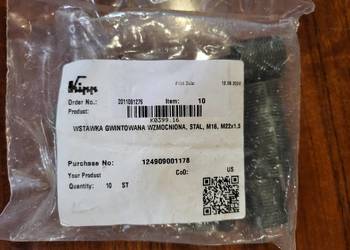 Kipp
Print Date:
Order No.: 2011061276 Item: 10
Product: K0399.16
WSTAWKA GWINTOWANA WZMOCNIONA, STAL, M16, M22x1,5
Purchase No: 124909001178
Your Product CoO: US
Quantity: 10 ST